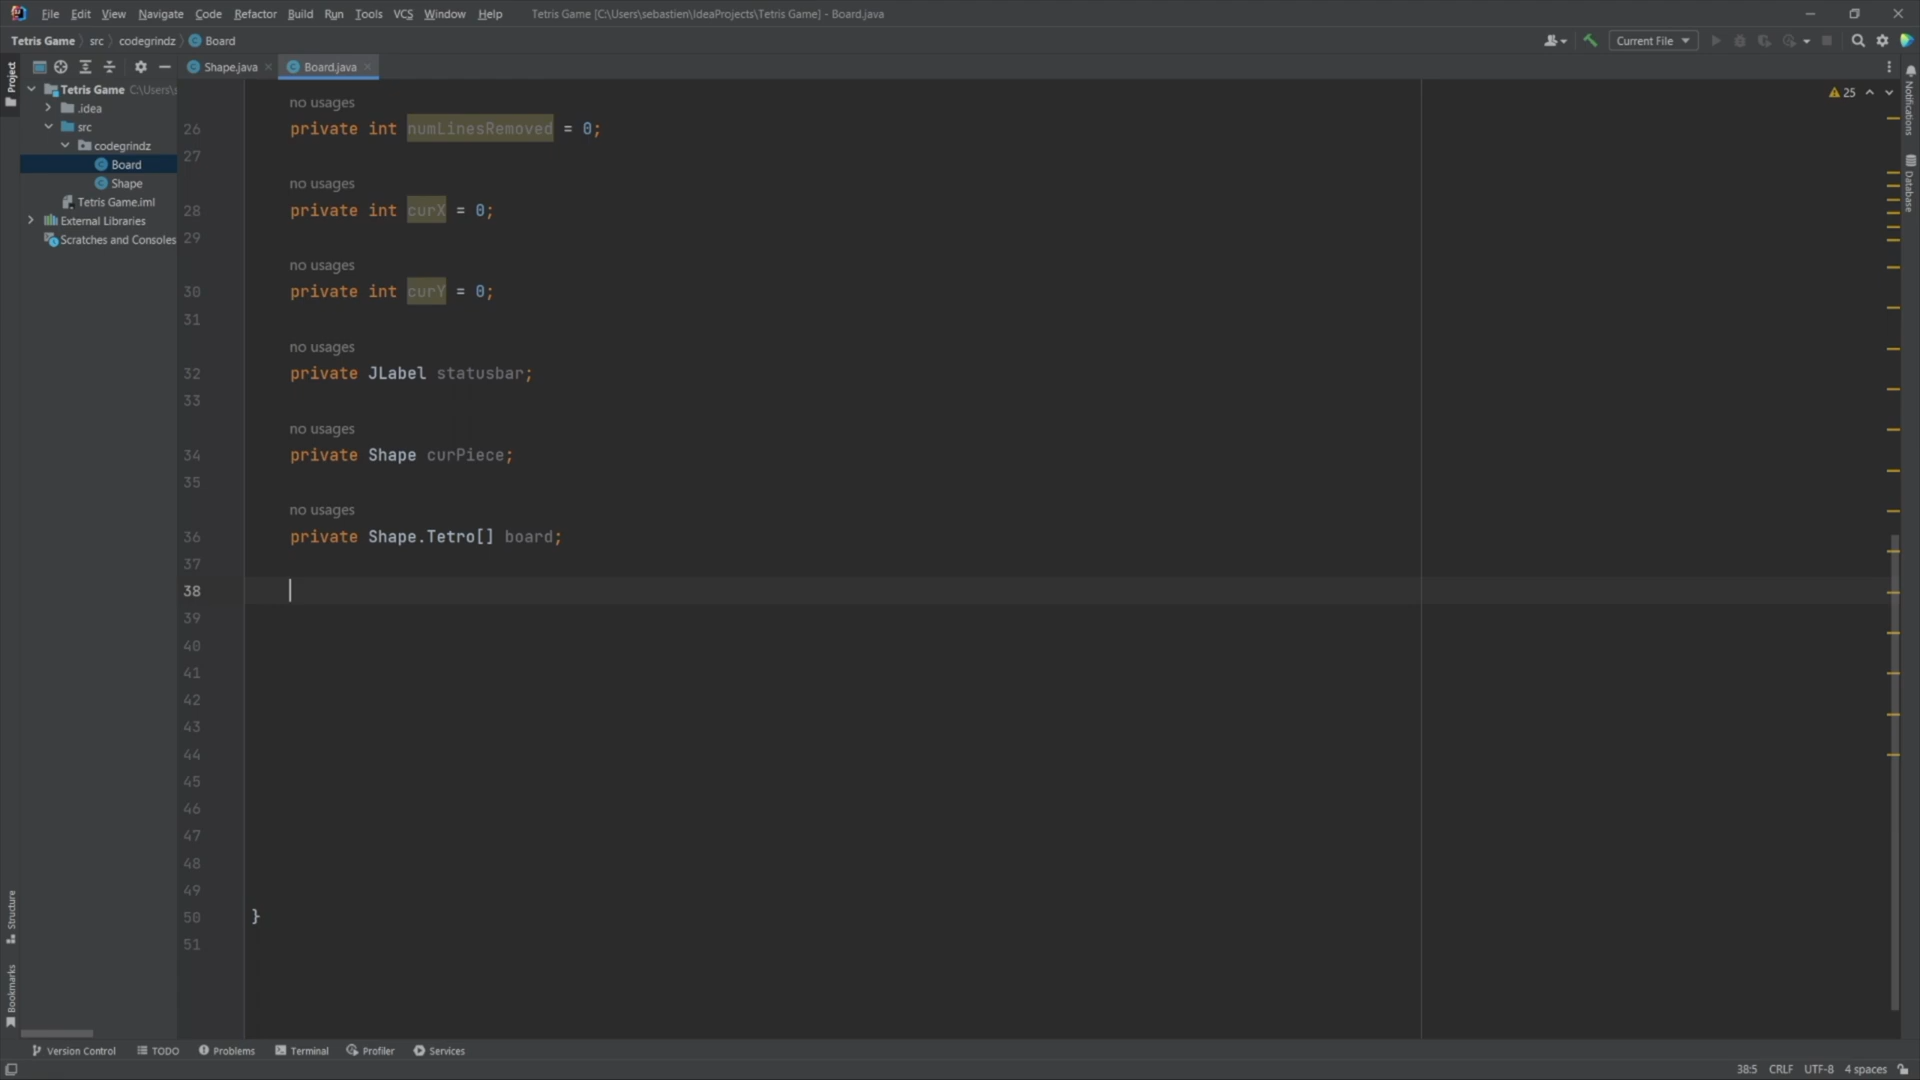 File Edit View Navigate Code Refactor Build Run Tools VCS Window Help Tetris Game [C:\Users\sebastien\IdeaProjects\Tetris Game] - Board.java
Tetris Game src codegrindz Board Current File
Project Shape.java Board.java
Tetris Game C:\Users\s
.idea
src
codegrindz
Board
Shape
Tetris Game.iml
External Libraries
Scratches and Consoles
no usages
26 private int numLinesRemoved = 0;
27
no usages
28 private int curX = 0;
29
no usages
30 private int curY = 0;
31
no usages
32 private JLabel statusbar;
33
no usages
34 private Shape curPiece;
35
no usages
36 private Shape.Tetro[] board;
37
38
39
40
41
42
43
44
45
46
47
48
49
50 }
51
25
Notifications
Database
Structure
Bookmarks
Version Control TODO Problems Terminal Profiler Services
38:5 CRLF UTF-8 4 spaces